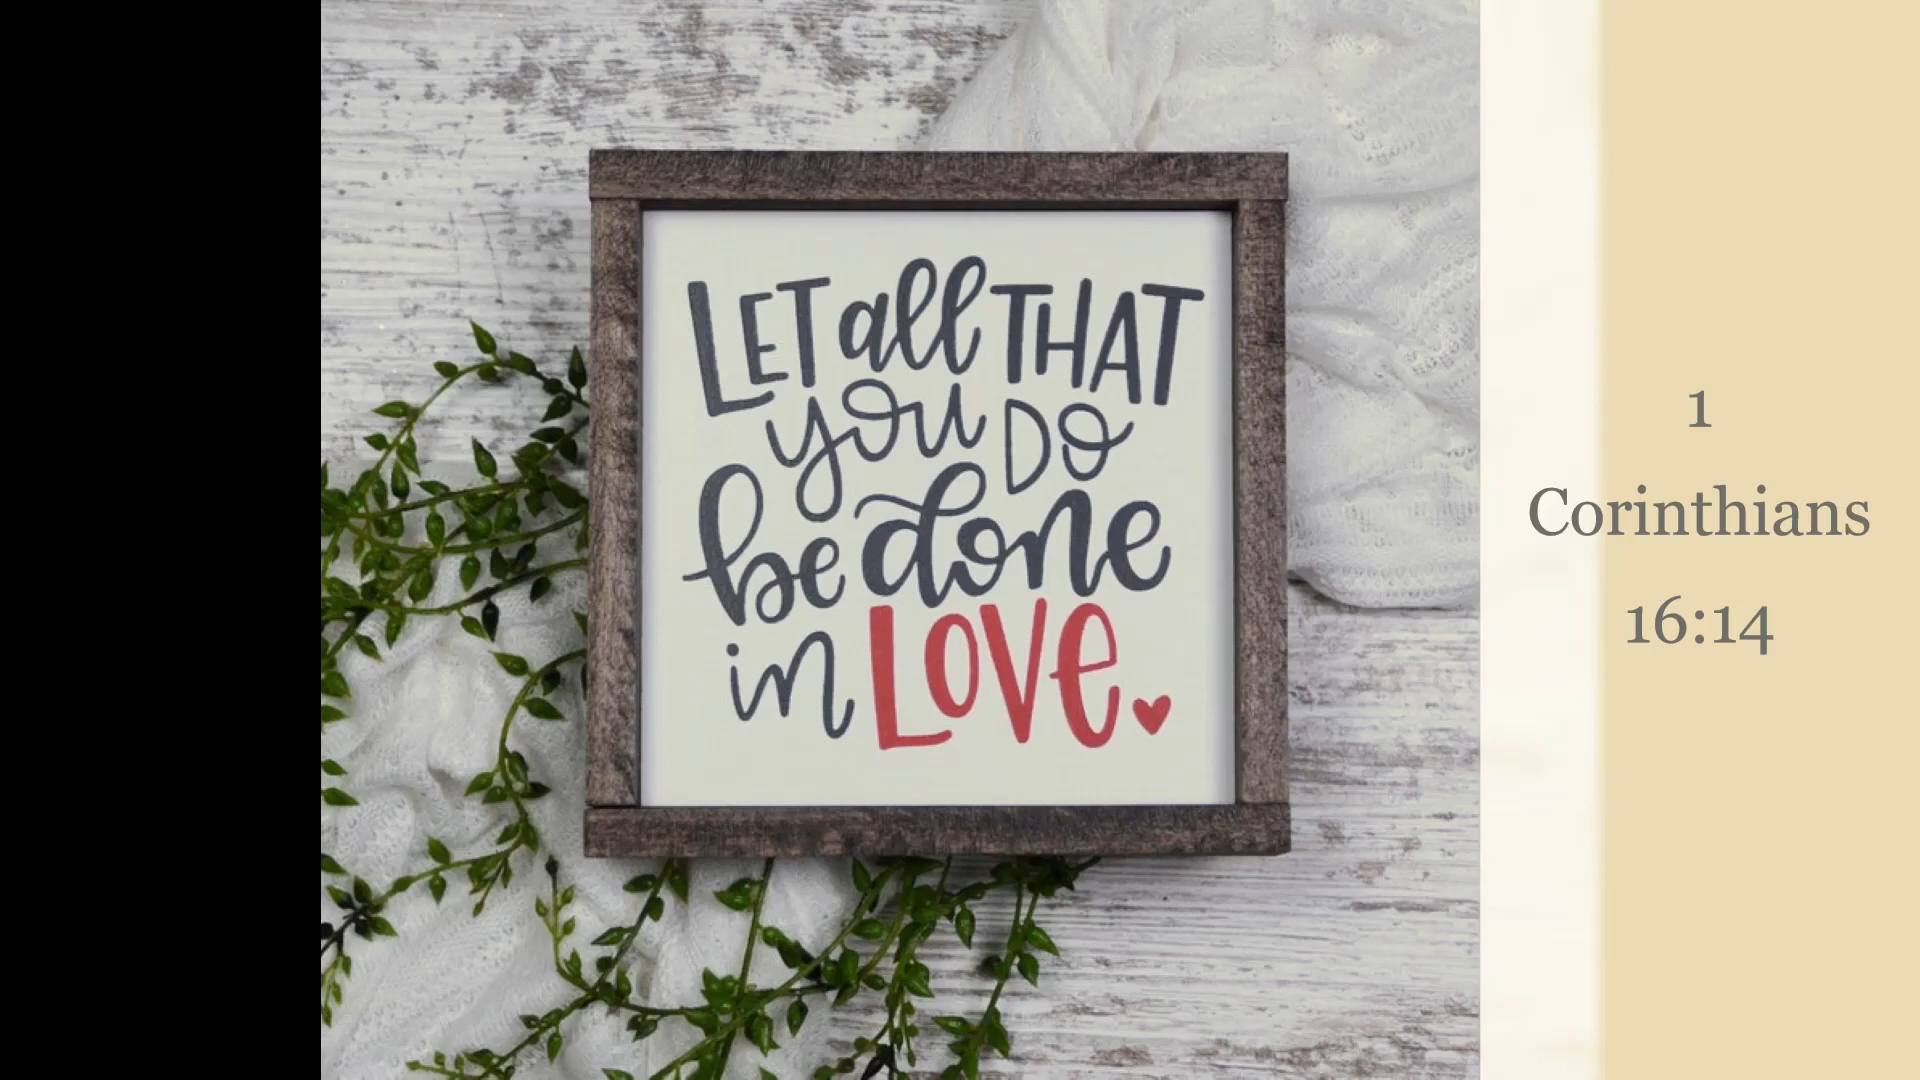 LET all THAT
you DO
be done
in LOVE.
1
Corinthians
16:14